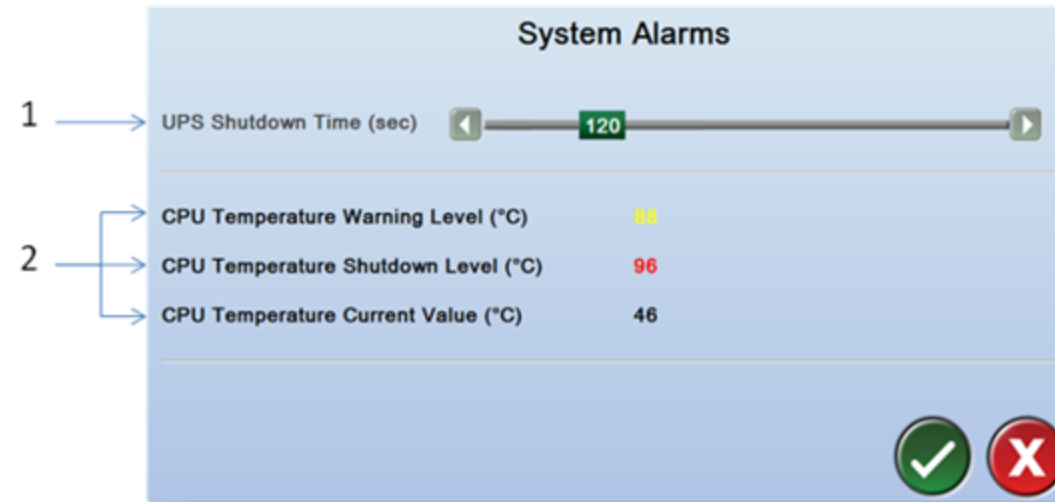 System Alarms
1
UPS Shutdown Time (sec) 120
CPU Temperature Warning Level (°C) 88
2
CPU Temperature Shutdown Level (°C) 96
CPU Temperature Current Value (°C) 46